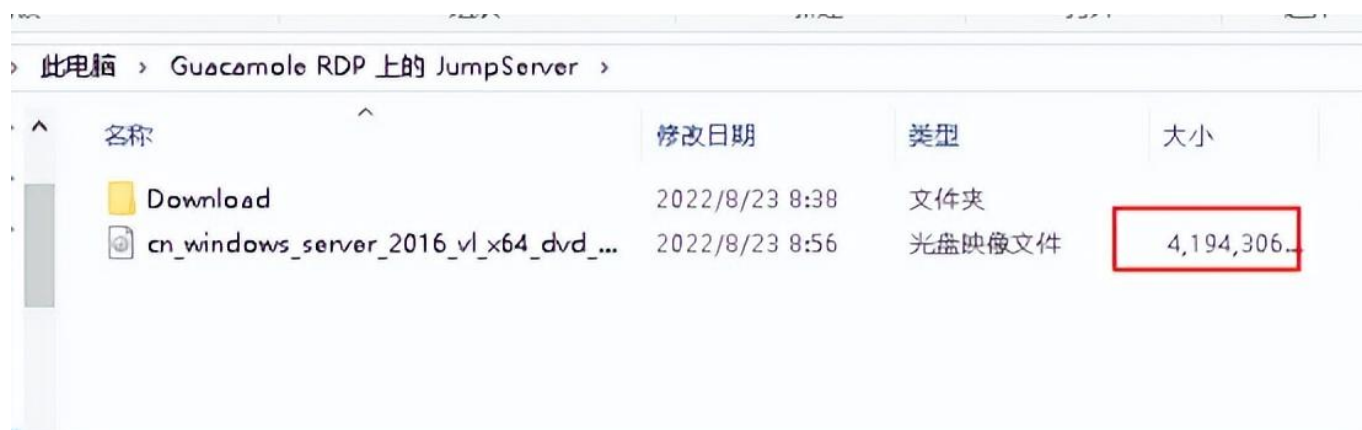 此电脑 › Guacamole RDP 上的 JumpServer ›
名称 修改日期 类型 大小
Download 2022/8/23 8:38 文件夹
cn_windows_server_2016_vl_x64_dvd_... 2022/8/23 8:56 光盘映像文件 4,194,306...